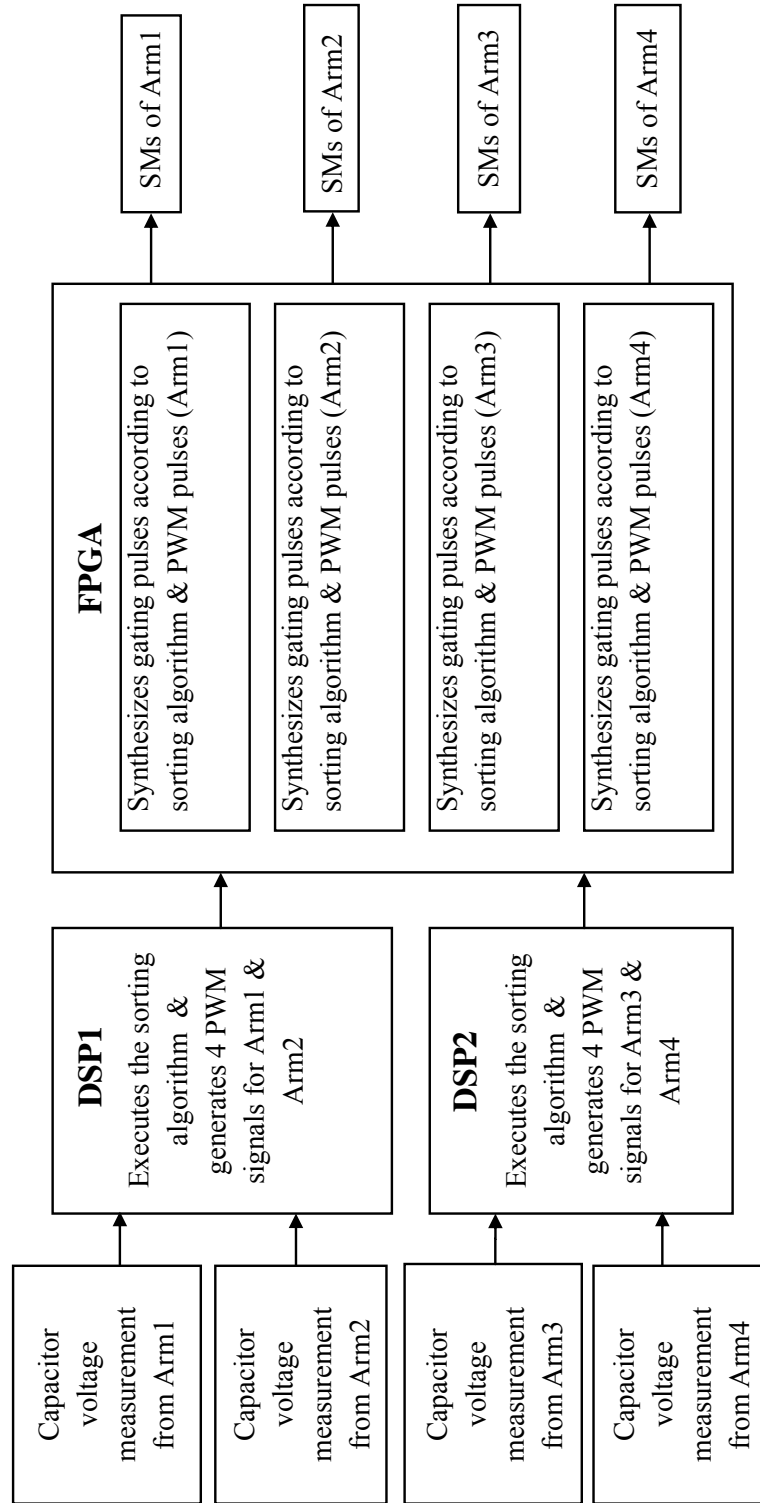 Capacitor
voltage
measurement
from Arm1
Capacitor
voltage
measurement
from Arm2
Capacitor
voltage
measurement
from Arm3
Capacitor
voltage
measurement
from Arm4
DSP1
Executes the sorting
algorithm &
generates 4 PWM
signals for Arm1 &
Arm2
DSP2
Executes the sorting
algorithm &
generates 4 PWM
signals for Arm3 &
Arm4
FPGA
Synthesizes gating pulses according to
sorting algorithm & PWM pulses (Arm1)
Synthesizes gating pulses according to
sorting algorithm & PWM pulses (Arm2)
Synthesizes gating pulses according to
sorting algorithm & PWM pulses (Arm3)
Synthesizes gating pulses according to
sorting algorithm & PWM pulses (Arm4)
SMs of Arm1
SMs of Arm2
SMs of Arm3
SMs of Arm4